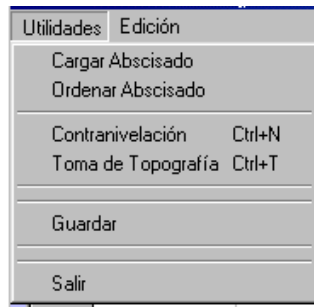 Utilidades Edición
Cargar Abscisado
Ordenar Abscisado
Contranivelación Ctrl+N
Toma de Topografía Ctrl+T
Guardar
Salir